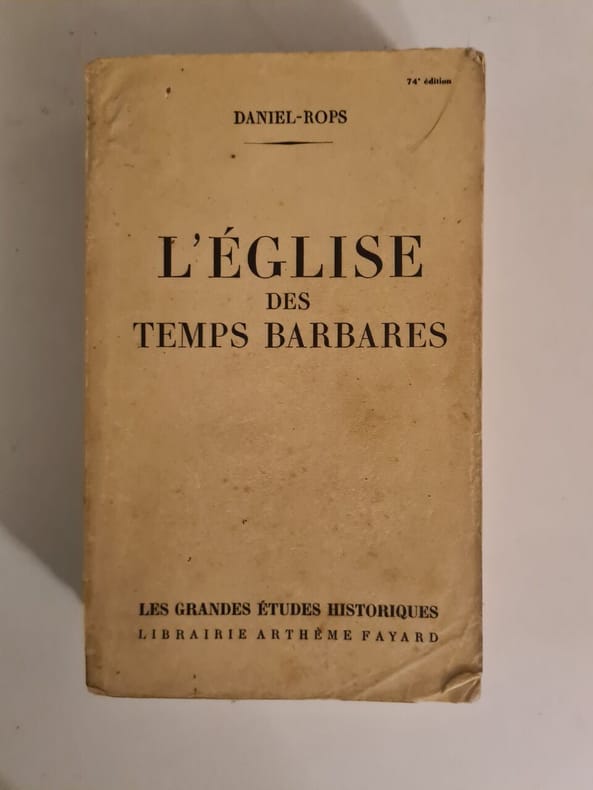 74e édition
DANIEL-ROPS
L'ÉGLISE
DES
TEMPS BARBARES
LES GRANDES ÉTUDES HISTORIQUES
LIBRAIRIE ARTHÈME FAYARD